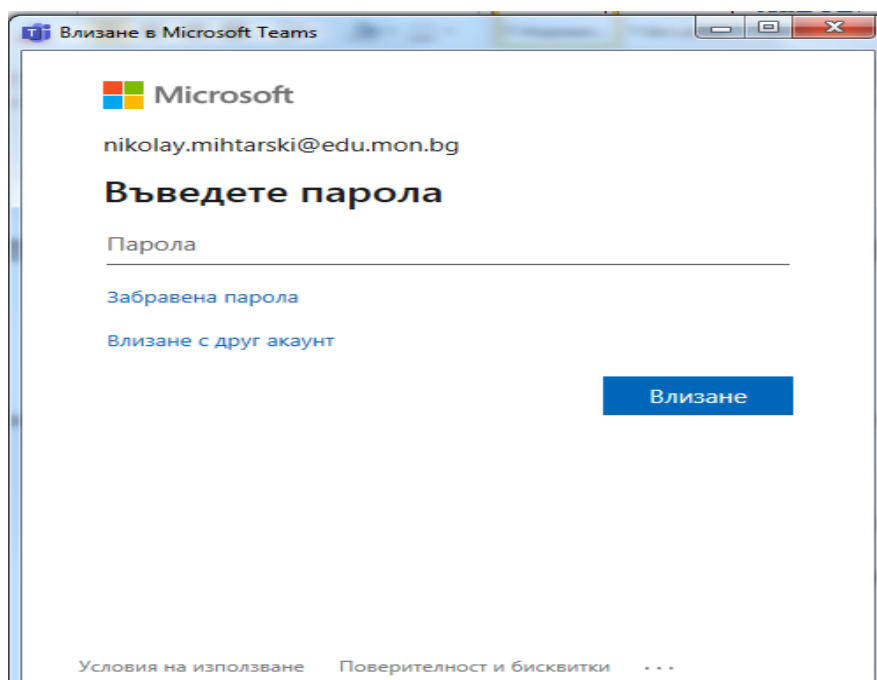 Влизане в Microsoft Teams
Microsoft
nikolay.mihtarski@edu.mon.bg
Въведете парола
Парола
Забравена парола
Влизане с друг акаунт
Влизане
Условия на използване Поверителност и бисквитки ...